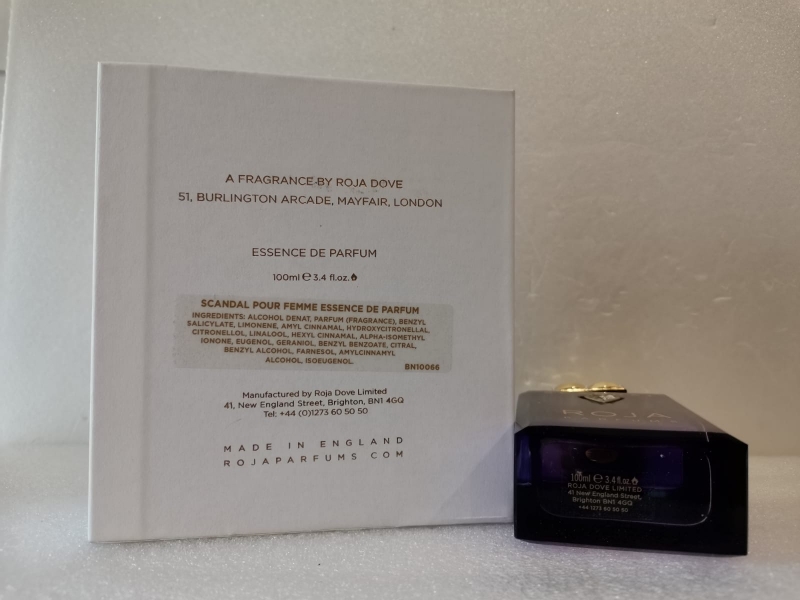 A FRAGRANCE BY ROJA DOVE
51, BURLINGTON ARCADE, MAYFAIR, LONDON
ESSENCE DE PARFUM
100ml ℮ 3.4 fl.oz.
SCANDAL POUR FEMME ESSENCE DE PARFUM
INGREDIENTS: ALCOHOL DENAT, PARFUM (FRAGRANCE), BENZYL
SALICYLATE, LIMONENE, AMYL CINNAMAL, HYDROXYCITRONELLAL,
CITRONELLOL, LINALOOL, HEXYL CINNAMAL, ALPHA-ISOMETHYL
IONONE, EUGENOL, GERANIOL, BENZYL BENZOATE, CITRAL,
BENZYL ALCOHOL, FARNESOL, AMYLCINNAMYL
ALCOHOL, ISOEUGENOL.
BN10066
Manufactured by Roja Dove Limited
41, New England Street, Brighton, BN1 4GQ
Tel: +44 (0)1273 60 50 50
MADE IN ENGLAND
ROJAPARFUMS COM
ROJA
100ml ℮ 3.4 fl.oz.
ROJA DOVE LIMITED
41 New England Street,
Brighton BN1 4GQ
+44 1273 60 50 50